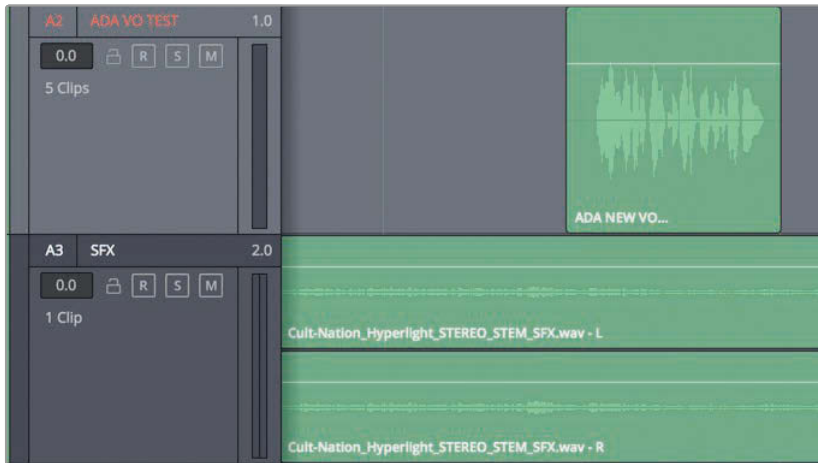 A2 ADA VO TEST 1.0
0.0 R S M
5 Clips
ADA NEW VO...
A3 SFX 2.0
0.0 R S M
1 Clip
Cult-Nation_Hyperlight_STEREO_STEM_SFX.wav - L
Cult-Nation_Hyperlight_STEREO_STEM_SFX.wav - R